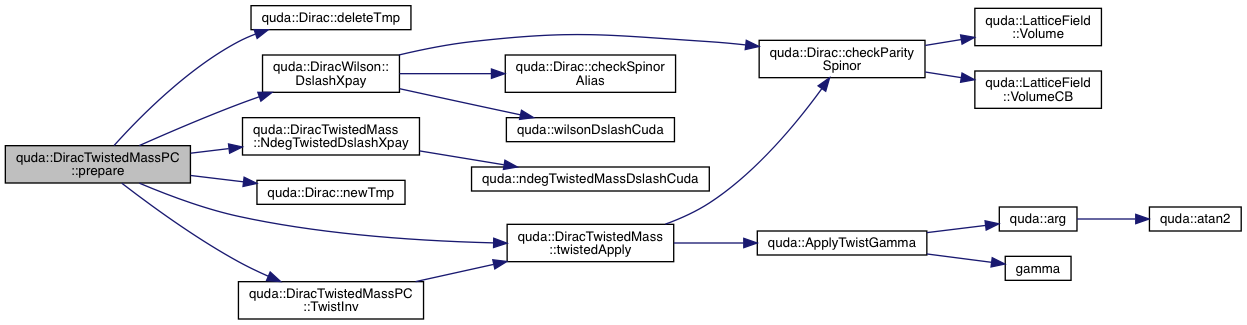 quda::DiracTwistedMassPC
::prepare
quda::Dirac::deleteTmp
quda::DiracWilson::
DslashXpay
quda::DiracTwistedMass
::NdegTwistedDslashXpay
quda::Dirac::newTmp
quda::DiracTwistedMassPC
::TwistInv
quda::Dirac::checkSpinor
Alias
quda::wilsonDslashCuda
quda::ndegTwistedMassDslashCuda
quda::DiracTwistedMass
::twistedApply
quda::Dirac::checkParity
Spinor
quda::ApplyTwistGamma
quda::LatticeField
::Volume
quda::LatticeField
::VolumeCB
quda::arg
gamma
quda::atan2